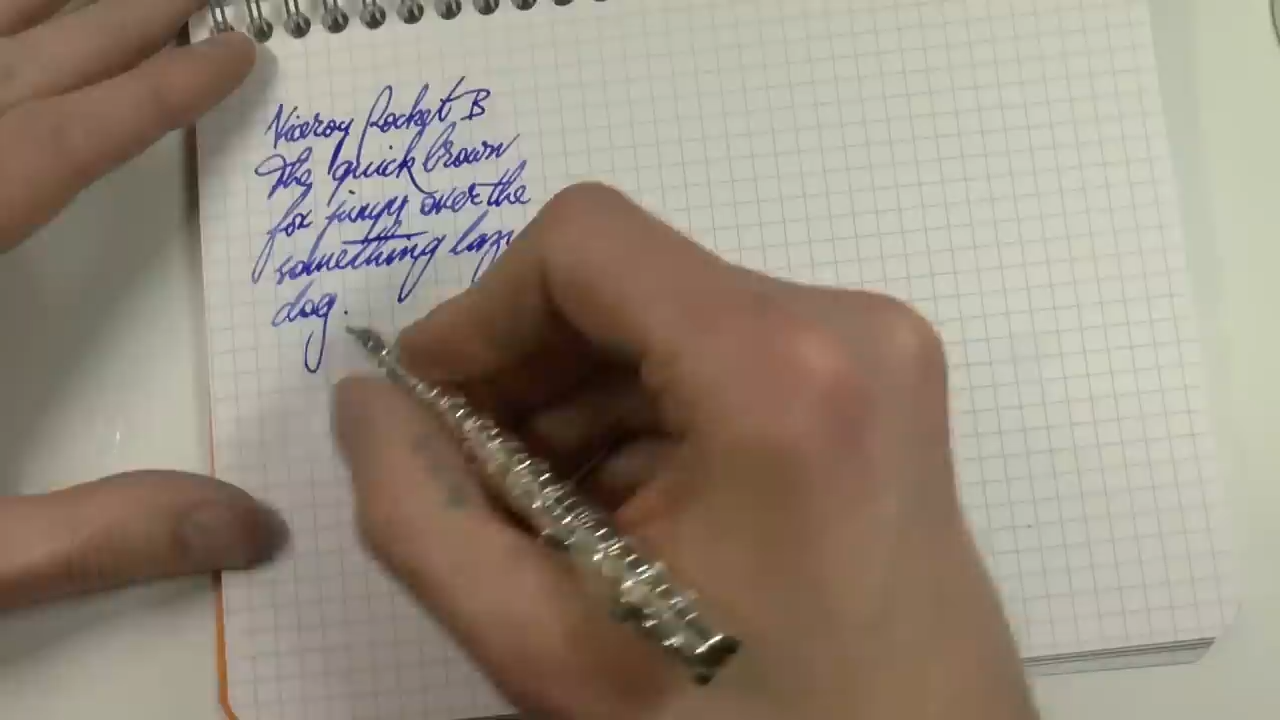 Viceroy Pocket B
The quick brown
fox jumps over the
something lazy
dog.